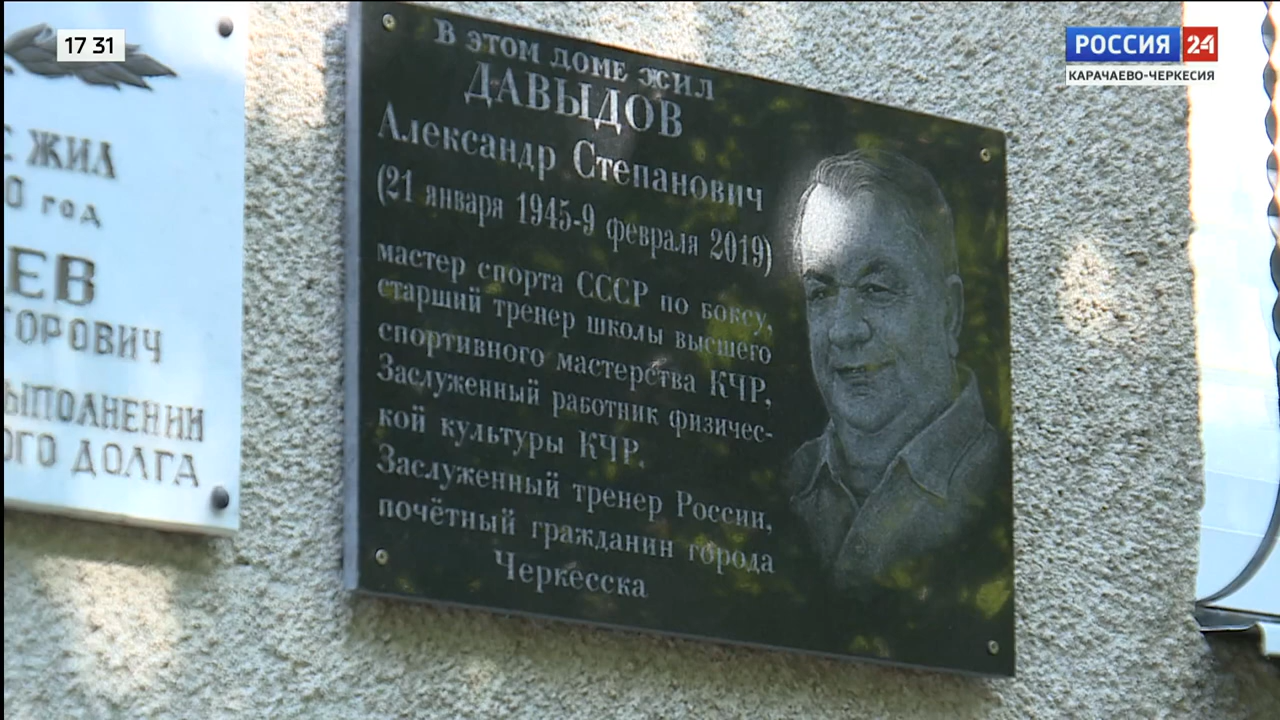 17 31
РОССИЯ 24
КАРАЧАЕВО-ЧЕРКЕСИЯ
ЖИЛ
год
ЕВ
ОРОВИЧ
ЫПОЛНЕНИИ
ОГО ДОЛГА
В этом доме жил
ДАВЫДОВ
Александр Степанович
(21 января 1945-9 февраля 2019)
мастер спорта СССР по боксу,
старший тренер школы высшего
спортивного мастерства КЧР,
Заслуженный работник физичес-
кой культуры КЧР.
Заслуженный тренер России,
почётный гражданин города
Черкесска